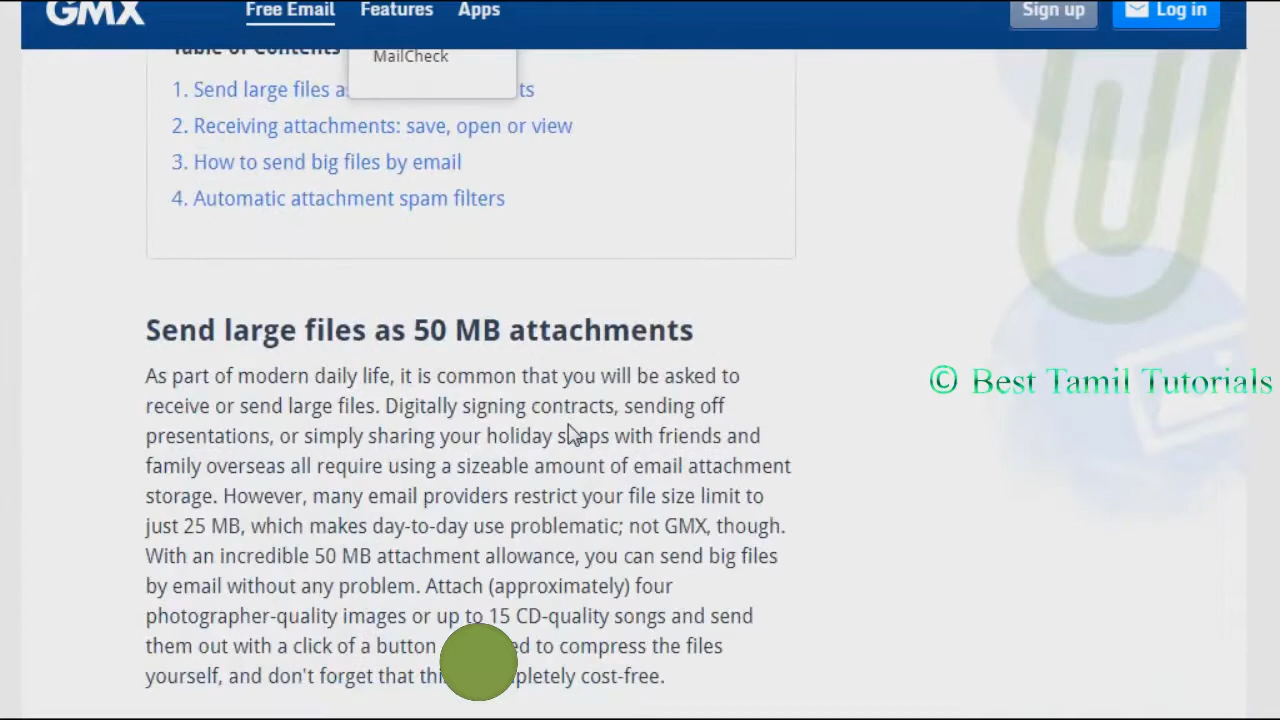 GMX
Free Email Features Apps
Sign up Log in
Table of Contents
MailCheck
1. Send large files a ts
2. Receiving attachments: save, open or view
3. How to send big files by email
4. Automatic attachment spam filters
Send large files as 50 MB attachments
As part of modern daily life, it is common that you will be asked to
receive or send large files. Digitally signing contracts, sending off
presentations, or simply sharing your holiday snaps with friends and
family overseas all require using a sizeable amount of email attachment
storage. However, many email providers restrict your file size limit to
just 25 MB, which makes day-to-day use problematic; not GMX, though.
With an incredible 50 MB attachment allowance, you can send big files
by email without any problem. Attach (approximately) four
photographer-quality images or up to 15 CD-quality songs and send
them out with a click of a button to compress the files
yourself, and don't forget that cost-free.
© Best Tamil Tutorials